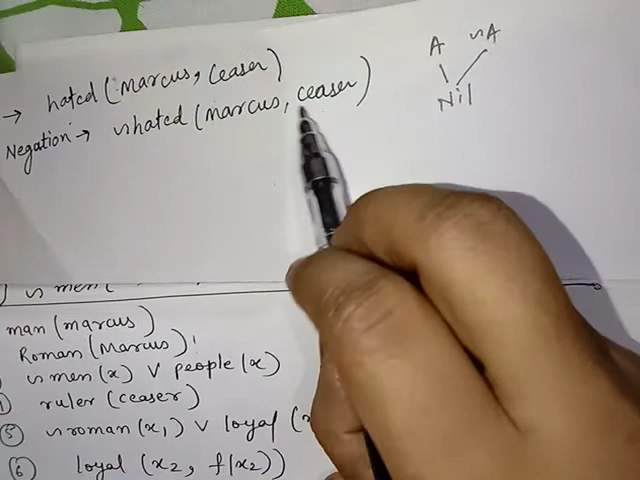 → hated (marcus, ceaser)
Negation → ~hated (marcus, ceaser)
A ~A
Nil
) ~ men(
man (marcus)
Roman (Marcus)
~men (x) V people (x)
ruler (ceaser)
⑤ ~roman (x₁) V loyal (
⑥ loyal (x₂, f(x₂))